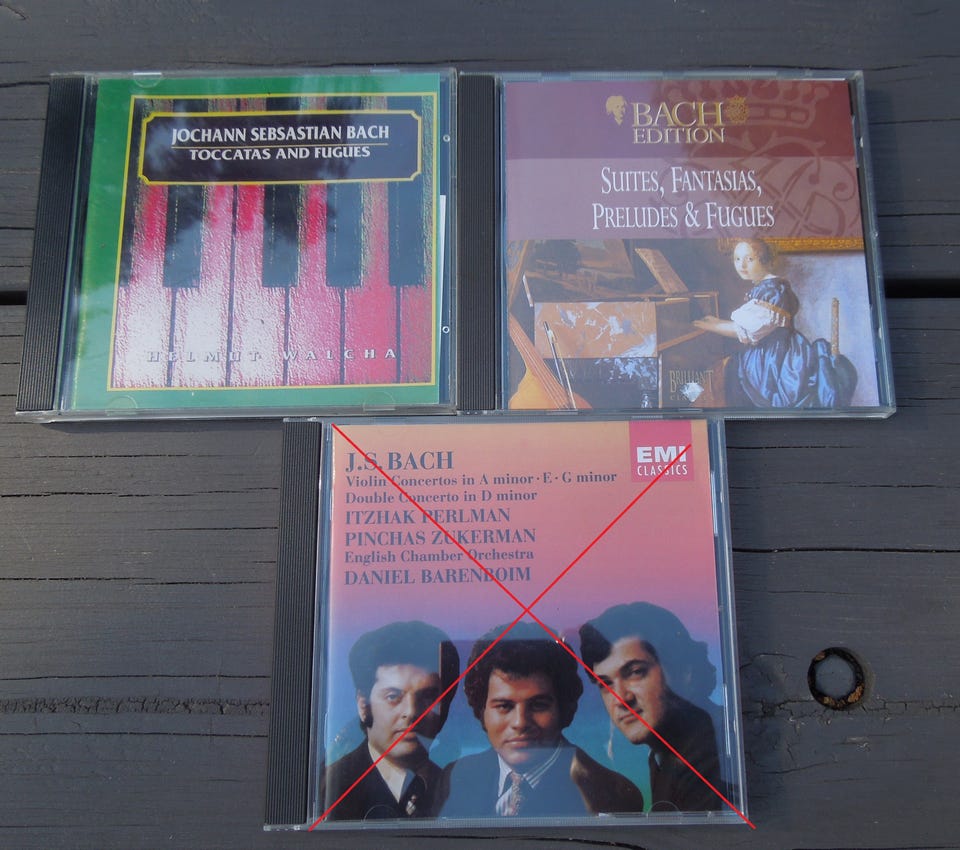 JOCHANN SEBSASTIAN BACH
TOCCATAS AND FUGUES
HELMUT WALCHA
BACH
EDITION
SUITES, FANTASIAS,
PRELUDES & FUGUES
BRILLIANT
J.S. BACH
Violin Concertos in A minor · E · G minor
Double Concerto in D minor
ITZHAK PERLMAN
PINCHAS ZUKERMAN
English Chamber Orchestra
DANIEL BARENBOIM
EMI
CLASSICS